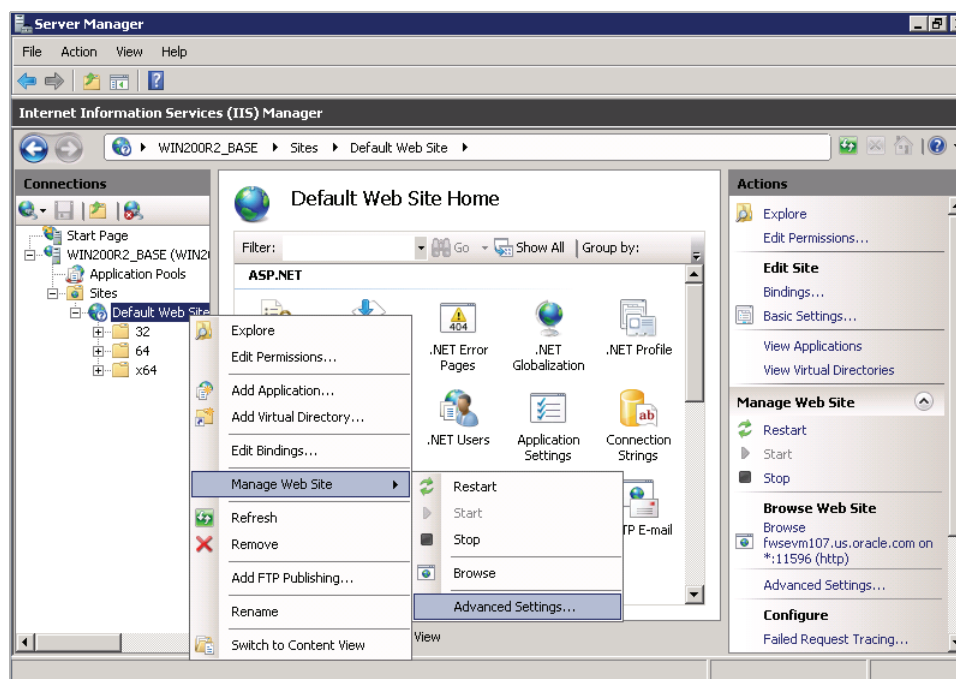 Server Manager
File Action View Help
Internet Information Services (IIS) Manager
WIN200R2_BASE Sites Default Web Site
Connections
Start Page
WIN200R2_BASE (WIN2
Application Pools
Sites
Default Web Site
32
64
x64
Default Web Site Home
Filter: Go Show All Group by:
ASP.NET
404
.NET Error
Pages
.NET
Globalization
.NET Profile
.NET Users
Application
Settings
ab
Connection
Strings
TP E-mail
View
Explore
Edit Permissions...
Add Application...
Add Virtual Directory...
Edit Bindings...
Manage Web Site
Refresh
Remove
Add FTP Publishing...
Rename
Switch to Content View
Restart
Start
Stop
Browse
Advanced Settings...
Actions
Explore
Edit Permissions...
Edit Site
Bindings...
Basic Settings...
View Applications
View Virtual Directories
Manage Web Site
Restart
Start
Stop
Browse Web Site
Browse
fwsevm107.us.oracle.com on
*:11596 (http)
Advanced Settings...
Configure
Failed Request Tracing...